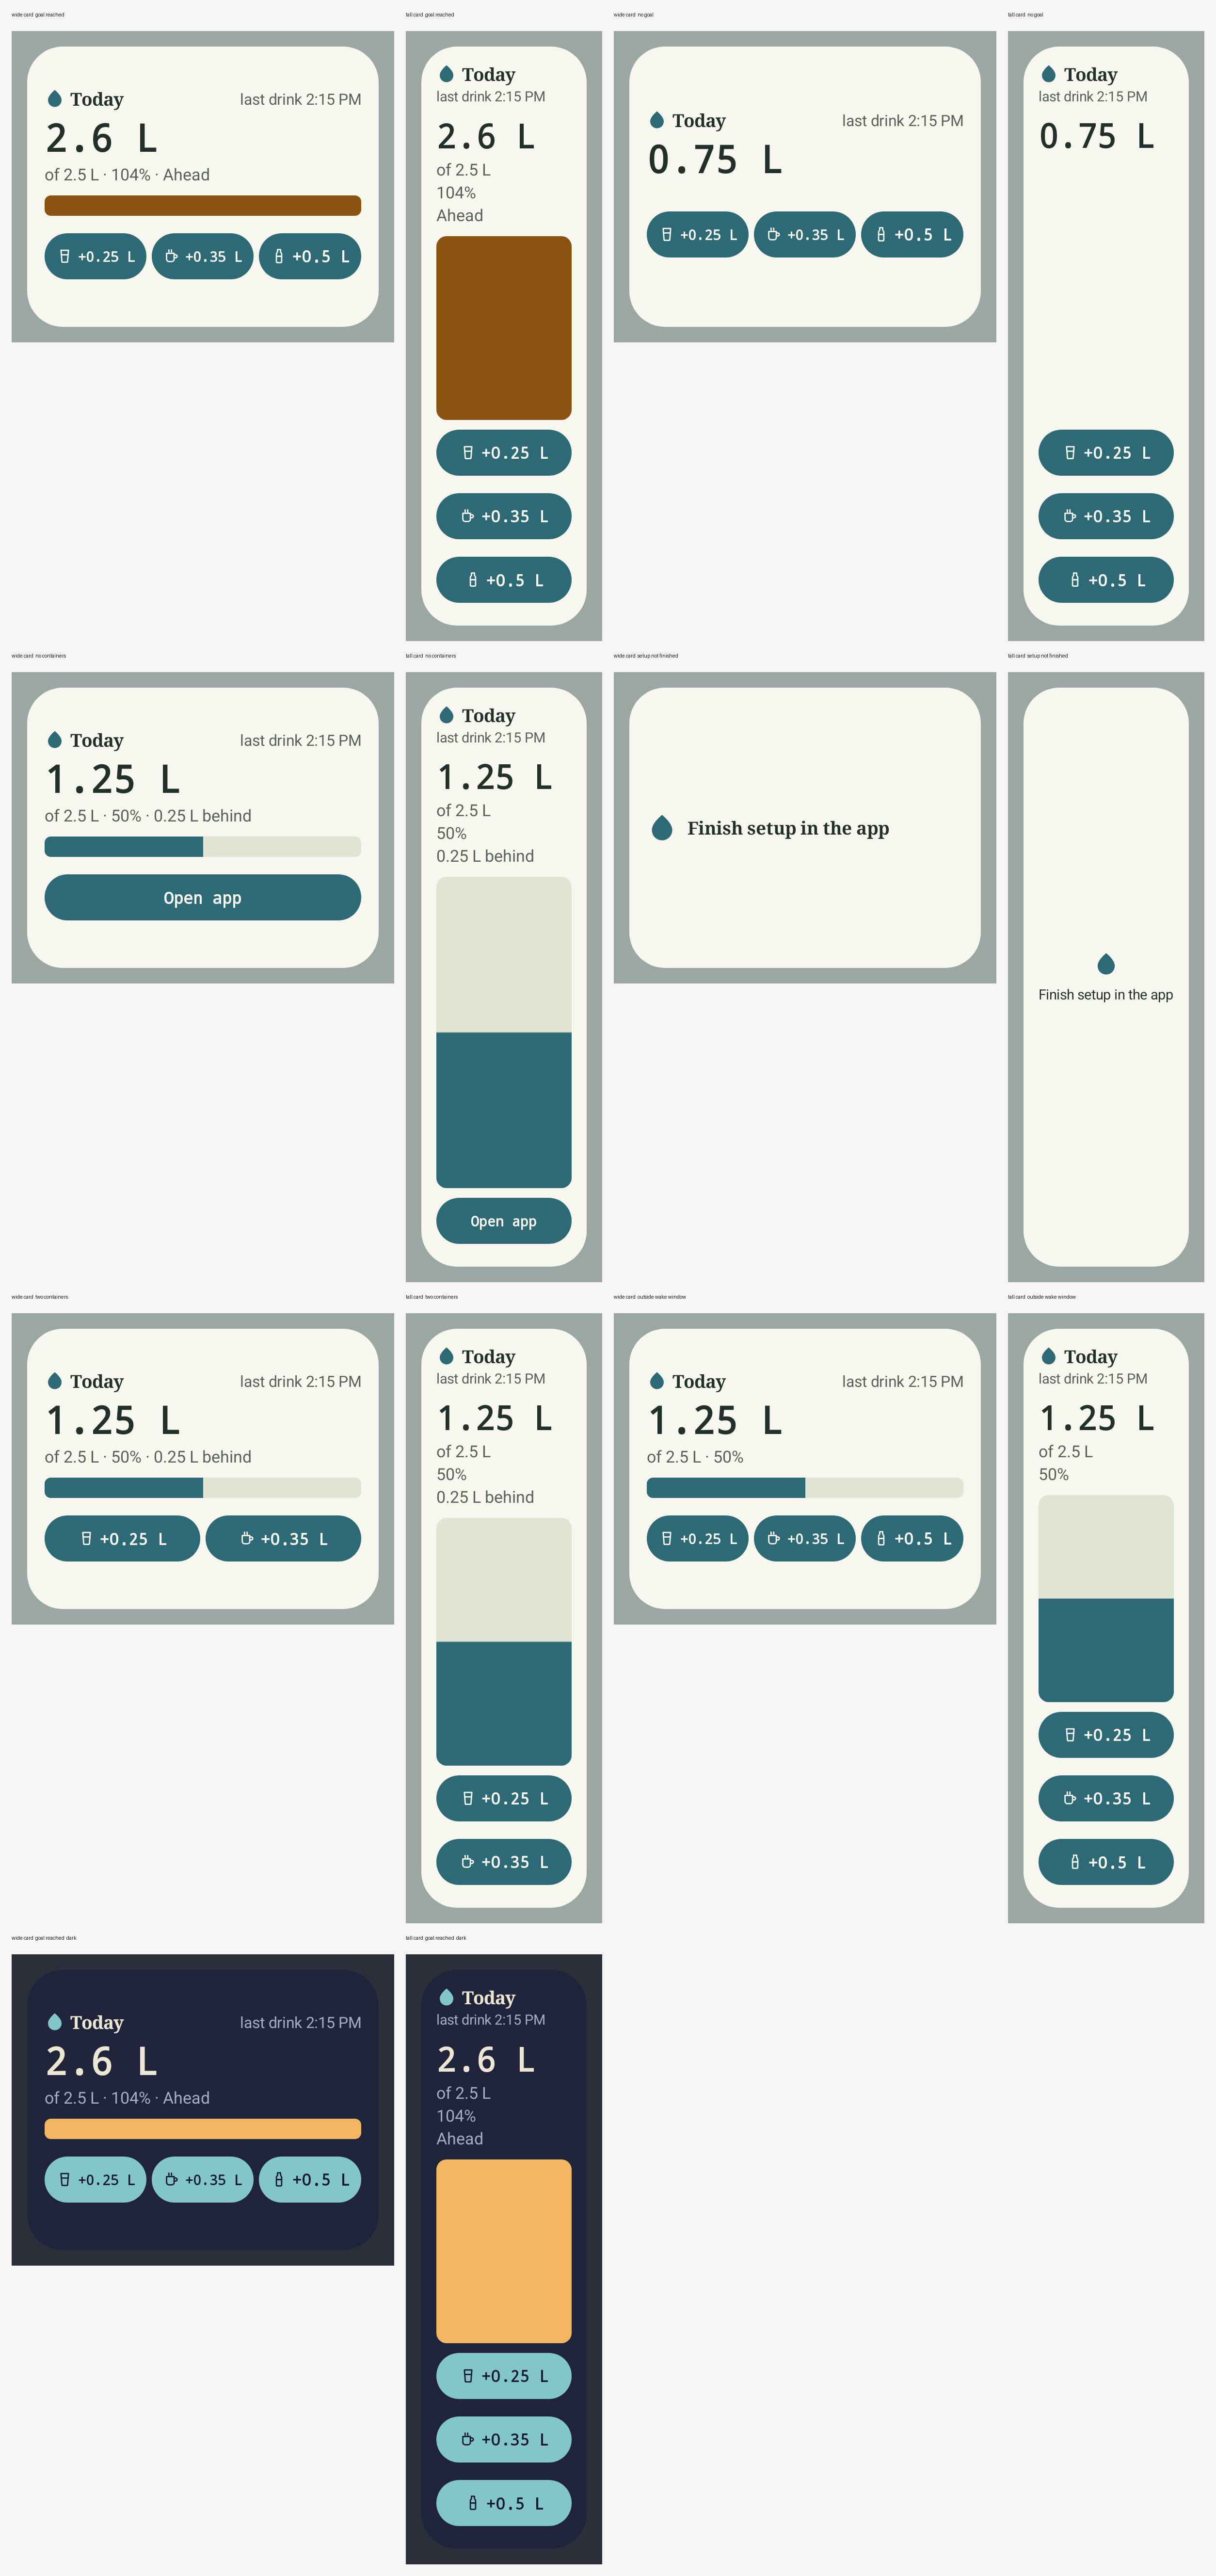 wide card goal reached
Today
last drink 2:15 PM
2.6 L
of 2.5 L · 104% · Ahead
+0.25 L
+0.35 L
+0.5 L
tall card goal reached
Today
last drink 2:15 PM
2.6 L
of 2.5 L
104%
Ahead
+0.25 L
+0.35 L
+0.5 L
wide card no goal
Today
last drink 2:15 PM
0.75 L
+0.25 L
+0.35 L
+0.5 L
tall card no goal
Today
last drink 2:15 PM
0.75 L
+0.25 L
+0.35 L
+0.5 L
wide card no containers
Today
last drink 2:15 PM
1.25 L
of 2.5 L · 50% · 0.25 L behind
Open app
tall card no containers
Today
last drink 2:15 PM
1.25 L
of 2.5 L
50%
0.25 L behind
Open app
wide card setup not finished
Finish setup in the app
tall card setup not finished
Finish setup in the app
wide card two containers
Today
last drink 2:15 PM
1.25 L
of 2.5 L · 50% · 0.25 L behind
+0.25 L
+0.35 L
tall card two containers
Today
last drink 2:15 PM
1.25 L
of 2.5 L
50%
0.25 L behind
+0.25 L
+0.35 L
wide card outside wake window
Today
last drink 2:15 PM
1.25 L
of 2.5 L · 50%
+0.25 L
+0.35 L
+0.5 L
tall card outside wake window
Today
last drink 2:15 PM
1.25 L
of 2.5 L
50%
+0.25 L
+0.35 L
+0.5 L
wide card goal reached dark
Today
last drink 2:15 PM
2.6 L
of 2.5 L · 104% · Ahead
+0.25 L
+0.35 L
+0.5 L
tall card goal reached dark
Today
last drink 2:15 PM
2.6 L
of 2.5 L
104%
Ahead
+0.25 L
+0.35 L
+0.5 L